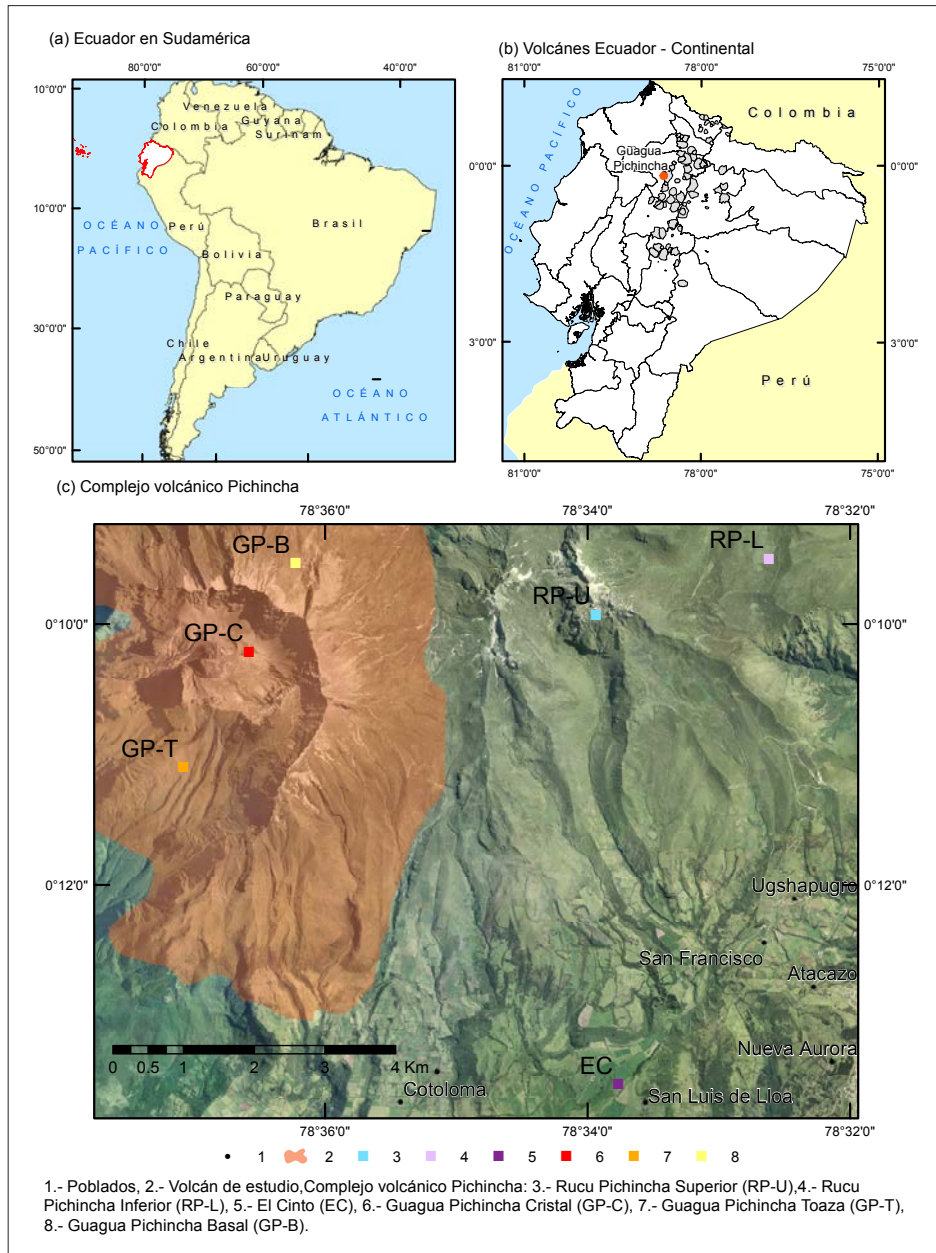 (a) Ecuador en Sudamérica
80°0'0" 60°0'0" 40°0'0"
10°0'0"
Venezuela
Guyana
Colombia
Surinam
10°0'0"
OCÉANO
PACÍFICO
Perú
Brasil
Bolivia
Paraguay
30°0'0"
Chile
Argentina Uruguay
OCÉANO
ATLÁNTICO
50°0'0"
(b) Volcánes Ecuador - Continental
81°0'0" 78°0'0" 75°0'0"
OCÉANO PACÍFICO
Colombia
Guagua
Pichincha
0°0'0" 0°0'0"
3°0'0" 3°0'0"
Perú
81°0'0" 78°0'0" 75°0'0"
(c) Complejo volcánico Pichincha
78°36'0" 78°34'0" 78°32'0"
GP-B
RP-L
RP-U
0°10'0" 0°10'0"
GP-C
GP-T
0°12'0" 0°12'0"
Ugshapugro
San Francisco
Atacazo
Nueva Aurora
0 0.5 1 2 3 4 Km
Cotoloma
EC
San Luis de Lloa
78°36'0" 78°34'0" 78°32'0"
1 2 3 4 5 6 7 8
1.- Poblados, 2.- Volcán de estudio,Complejo volcánico Pichincha: 3.- Rucu Pichincha Superior (RP-U),4.- Rucu
Pichincha Inferior (RP-L), 5.- El Cinto (EC), 6.- Guagua Pichincha Cristal (GP-C), 7.- Guagua Pichincha Toaza (GP-T),
8.- Guagua Pichincha Basal (GP-B).